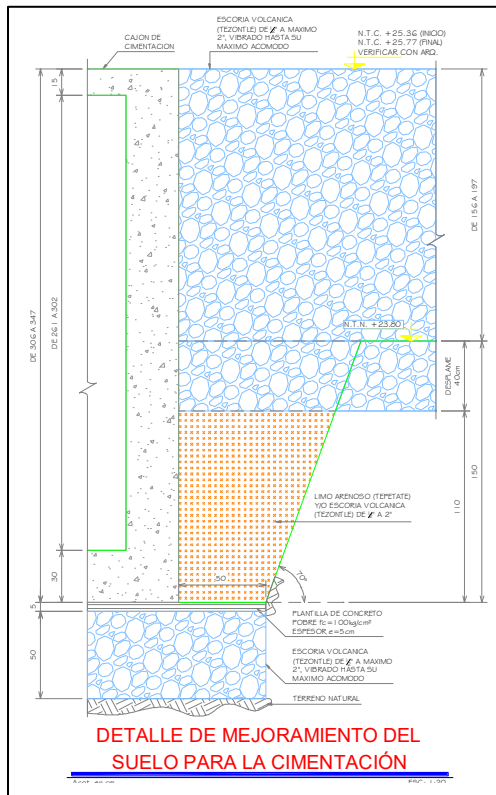 ESCORIA VOLCANICA
(TEZONTLE) DE A MAXIMO
2", VIBRADO HASTA SU
MAXIMO ACOMODO
CAJON DE
CIMENTACION
N.T.C. +25.36 (INICIO)
N.T.C. +25.77 (FINAL)
VERIFICAR CON ARQ.
15
DE 306 A 347
DE 261 A 302
DE 156 A 197
N.T.N. +23.80
DESPLAME
40cm
150
110
LIMO ARENOSO (TEPETATE)
Y/O ESCORIA VOLCANICA
(TEZONTLE) DE A 2"
30
50
70°
5
PLANTILLA DE CONCRETO
POBRE f'c=100kg/cm²
ESPESOR e=5cm
50
ESCORIA VOLCANICA
(TEZONTLE) DE A MAXIMO
2", VIBRADO HASTA SU
MAXIMO ACOMODO
TERRENO NATURAL
DETALLE DE MEJORAMIENTO DEL
SUELO PARA LA CIMENTACIÓN